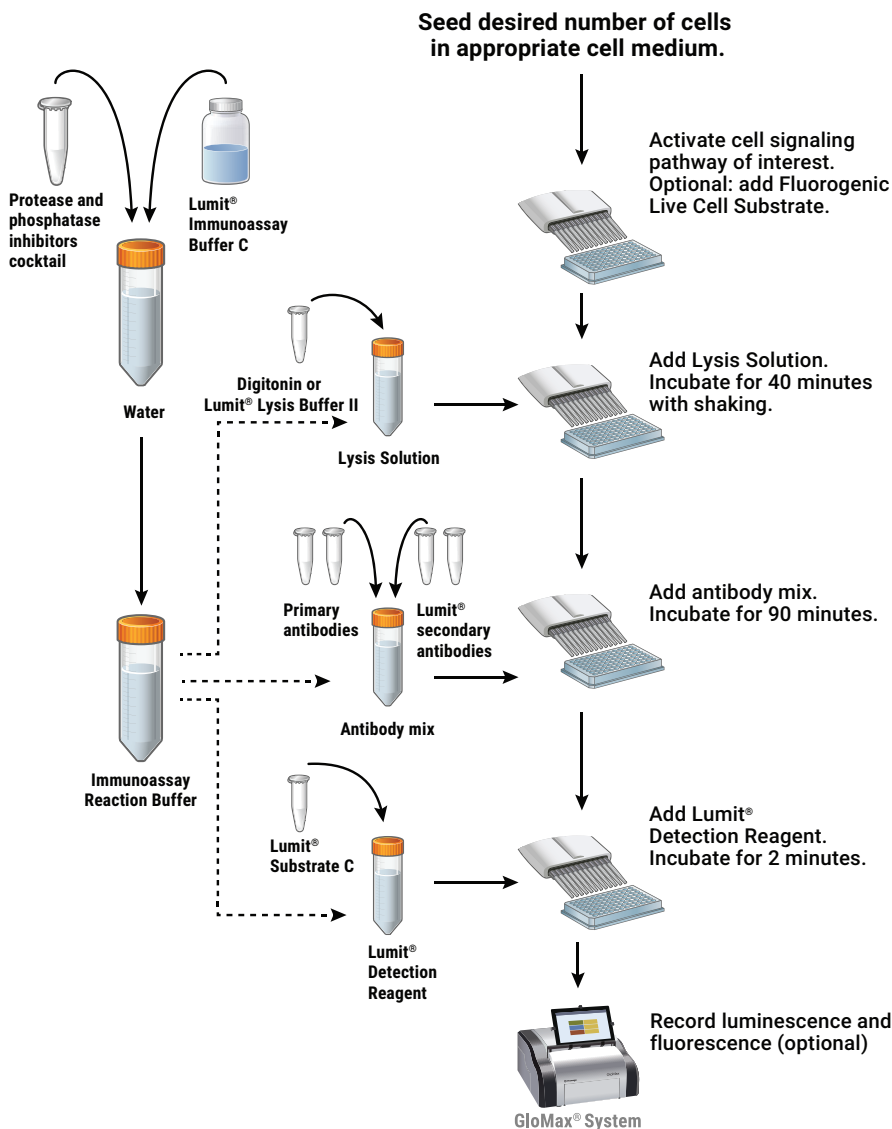 Seed desired number of cells
in appropriate cell medium.
Protease and
phosphatase
inhibitors
cocktail
Lumit®
Immunoassay
Buffer C
Activate cell signaling
pathway of interest.
Optional: add Fluorogenic
Live Cell Substrate.
Water
Digitonin or
Lumit® Lysis Buffer II
Lysis Solution
Add Lysis Solution.
Incubate for 40 minutes
with shaking.
Primary
antibodies
Lumit®
secondary
antibodies
Antibody mix
Add antibody mix.
Incubate for 90 minutes.
Immunoassay
Reaction Buffer
Lumit®
Substrate C
Lumit®
Detection
Reagent
Add Lumit®
Detection Reagent.
Incubate for 2 minutes.
Record luminescence and
fluorescence (optional)
GloMax® System